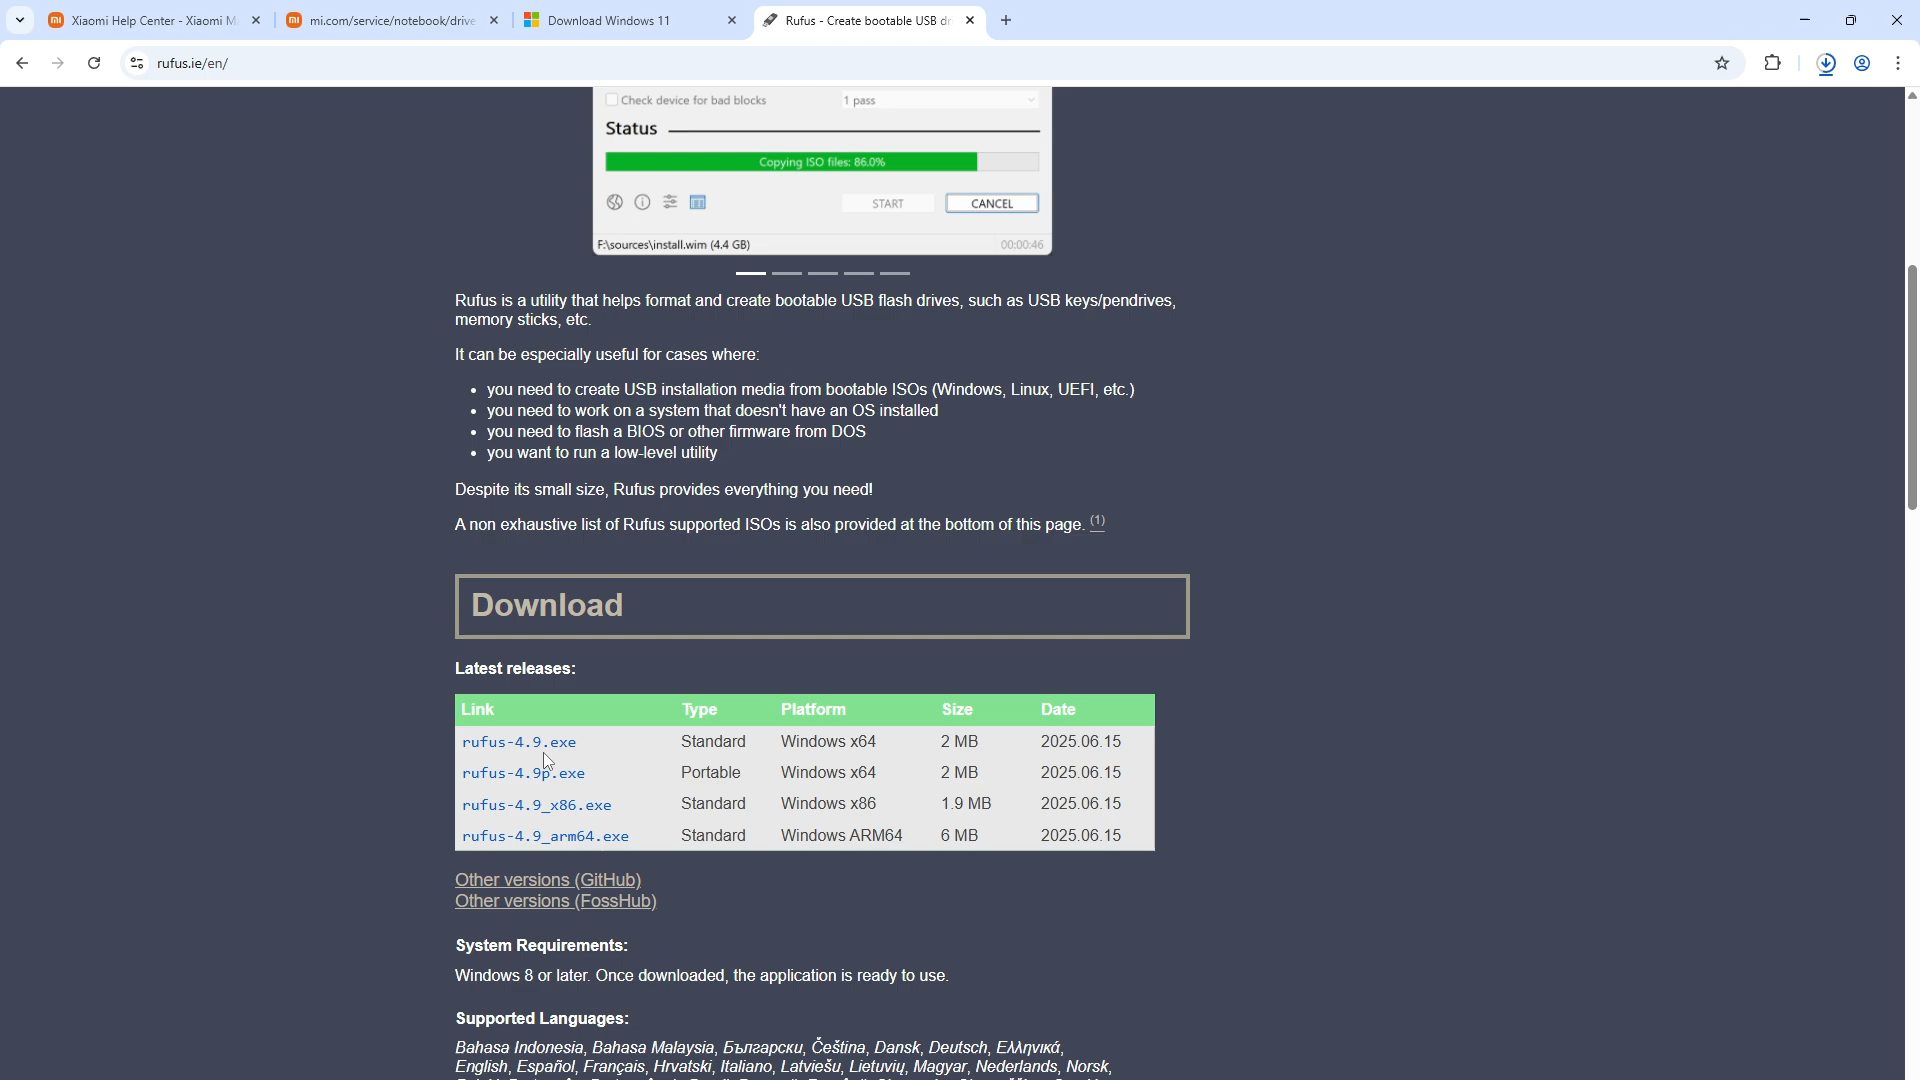 Xiaomi Help Center - Xiaomi M
mi.com/service/notebook/drive
Download Windows 11
Rufus - Create bootable USB dr
rufus.ie/en/
Check device for bad blocks
1 pass
Status
Copying ISO files: 86.0%
START
CANCEL
F:\sources\install.wim (4.4 GB)
00:00:46
Rufus is a utility that helps format and create bootable USB flash drives, such as USB keys/pendrives,
memory sticks, etc.
It can be especially useful for cases where:
• you need to create USB installation media from bootable ISOs (Windows, Linux, UEFI, etc.)
• you need to work on a system that doesn't have an OS installed
• you need to flash a BIOS or other firmware from DOS
• you want to run a low-level utility
Despite its small size, Rufus provides everything you need!
A non exhaustive list of Rufus supported ISOs is also provided at the bottom of this page. (1)
Download
Latest releases:
Link Type Platform Size Date
rufus-4.9.exe Standard Windows x64 2 MB 2025.06.15
rufus-4.9p.exe Portable Windows x64 2 MB 2025.06.15
rufus-4.9_x86.exe Standard Windows x86 1.9 MB 2025.06.15
rufus-4.9_arm64.exe Standard Windows ARM64 6 MB 2025.06.15
Other versions (GitHub)
Other versions (FossHub)
System Requirements:
Windows 8 or later. Once downloaded, the application is ready to use.
Supported Languages:
Bahasa Indonesia, Bahasa Malaysia, Български, Čeština, Dansk, Deutsch, Ελληνικά,
English, Español, Français, Hrvatski, Italiano, Latviešu, Lietuvių, Magyar, Nederlands, Norsk,